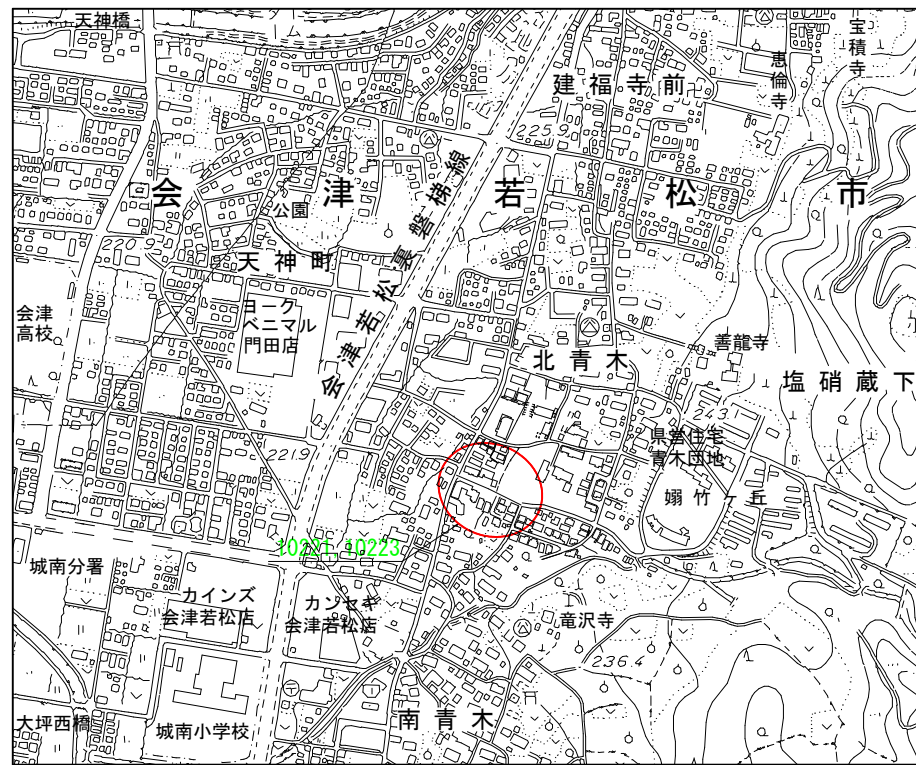 天神橋
宝積寺
恵倫寺
建福寺前
225.9
会津若松市
会津若松裏磐梯線
公園
220.9
天神町
ヨーク
ベニマル
門田店
会津
高校
善龍寺
北青木
塩硝蔵下
243.1
県営住宅
青木団地
221.9
嫋竹ヶ丘
10221 10223
城南分署
カインズ
会津若松店
カンセキ
会津若松店
竜沢寺
236.4
大坪西橋
城南小学校
南青木